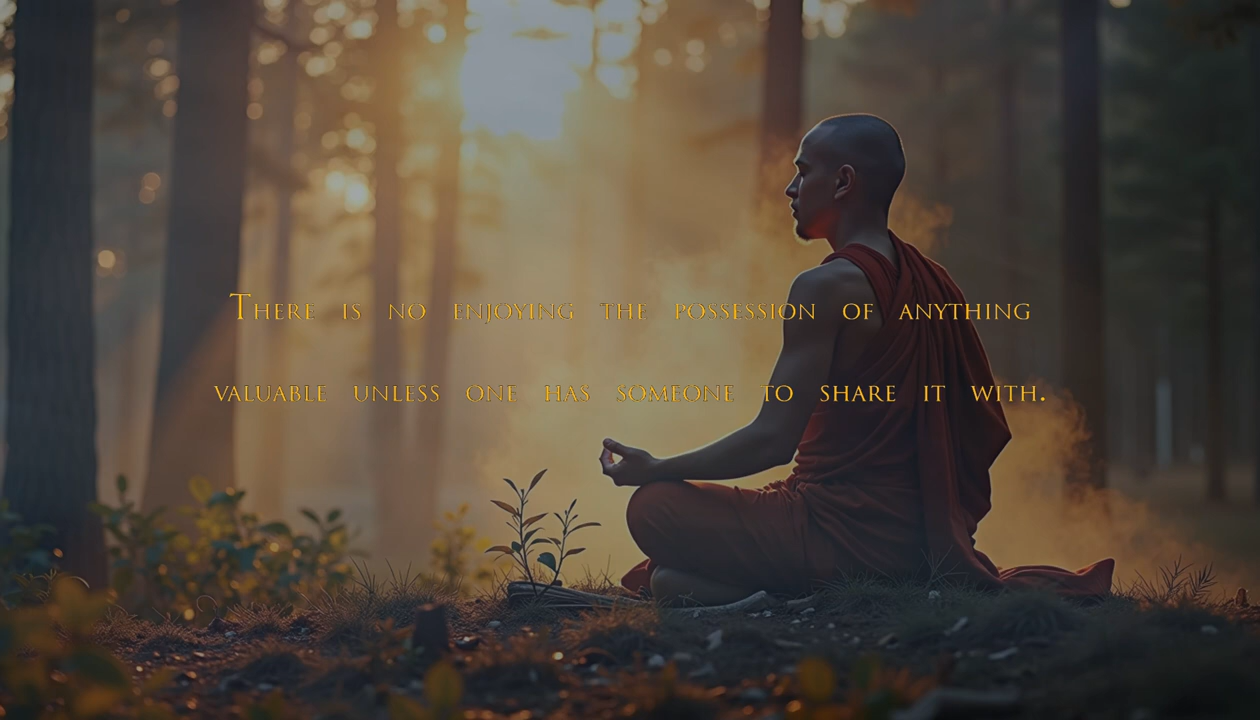 There is no enjoying the possession of anything
valuable unless one has someone to share it with.